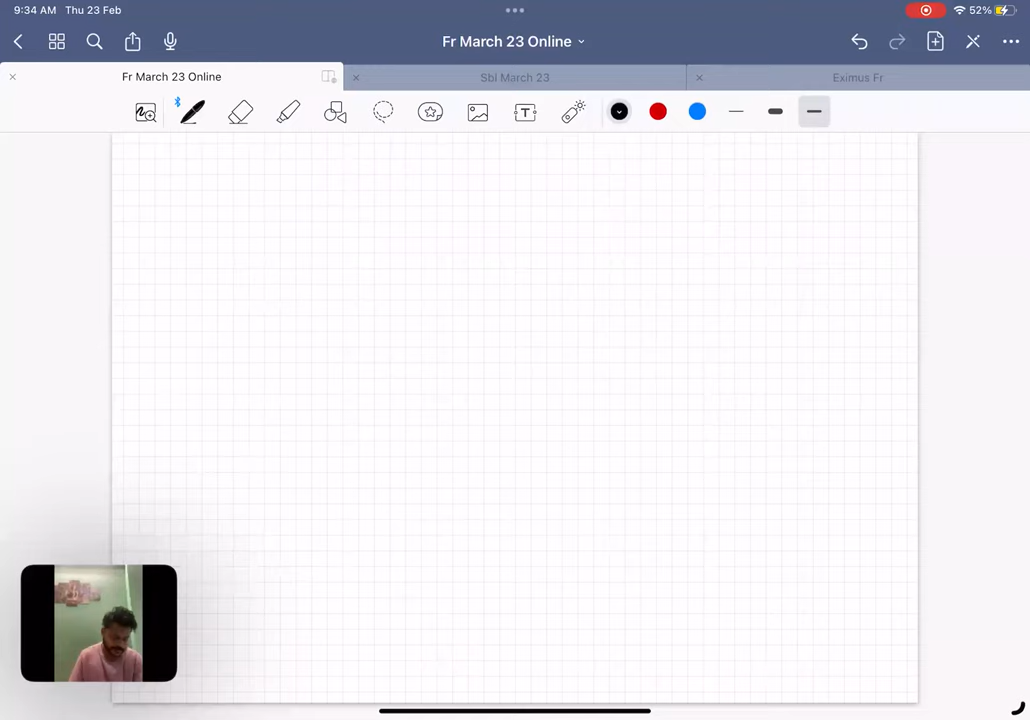 9:34 AM Thu 23 Feb
52%
Fr March 23 Online
Fr March 23 Online
Sbi March 23
Eximus Fr
T